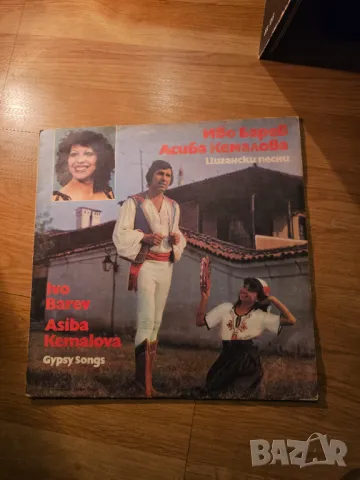 Иво Барев
Асиба Кемалова
Цигански песни
Ivo
Barev
Asiba
Kemalova
Gypsy Songs
BAZAR